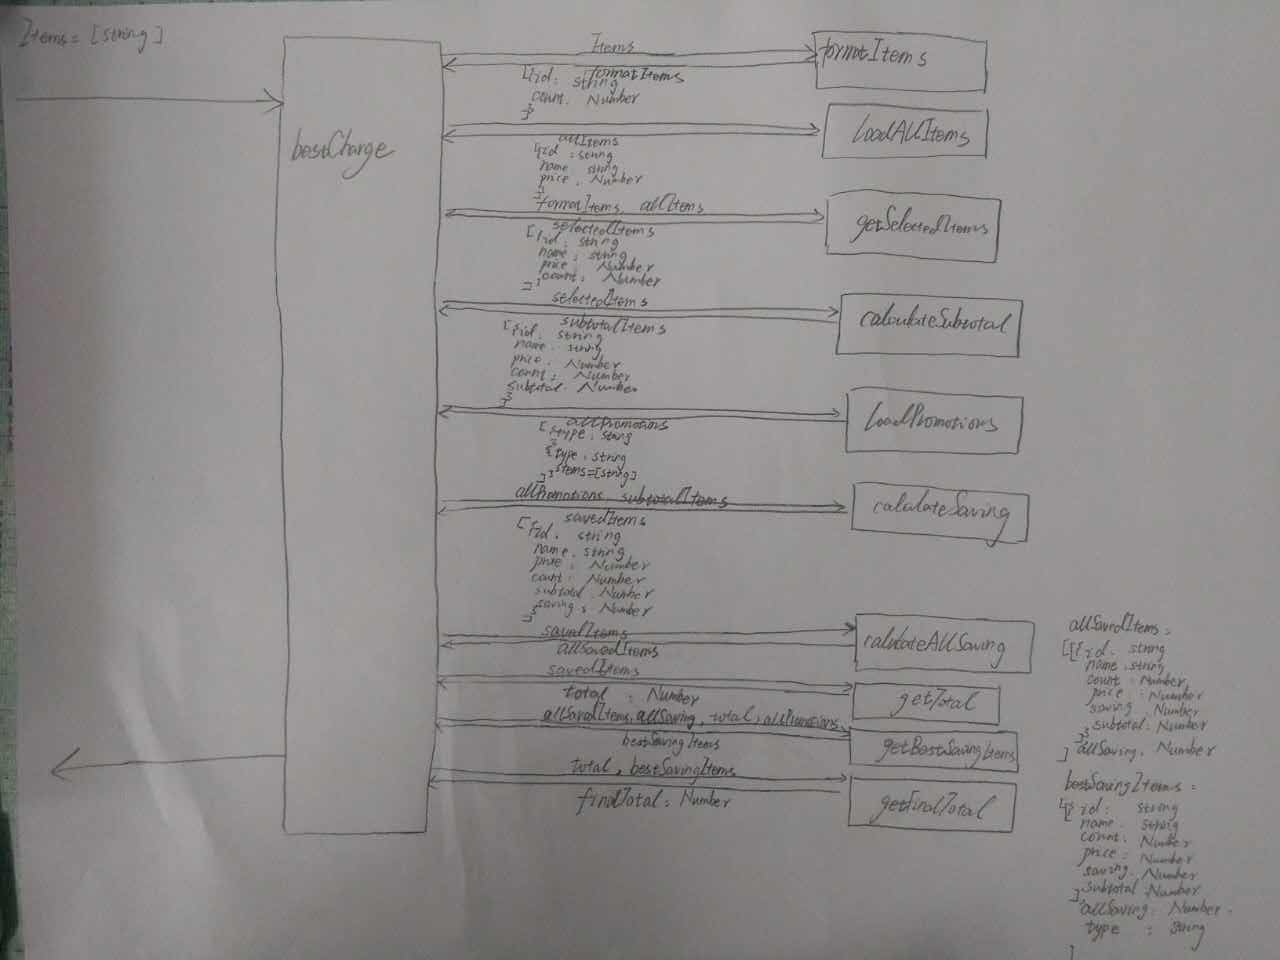 Items = [string]
bestCharge
Items
formatItems
formatItems
[{id: string
count: Number
}]
loadAllItems
allItems
[{id: string
name: string
price: Number
}]
formatItems, allItems
getSelectedItems
selectedItems
[{id: string
name: string
price: Number
count: Number
}]
selectedItems
calculateSubtotal
subtotalItems
[{id: string
name: string
price: Number
count: Number
subtotal: Number
}]
loadPromotions
allPromotions
[{type: string
}
{type: string
items=[string]
}]
allPromotions, subtotalItems
calculateSaving
savedItems
[{id: string
name: string
price: Number
count: Number
subtotal: Number
saving: Number
}]
savedItems
calculateAllSaving
allSavedItems
savedItems
getTotal
total : Number
allSavedItems, allSaving, total, allPromotions
getBestSavingItems
bestSavingItems
total, bestSavingItems
getFinalTotal
finalTotal: Number
allSavedItems =
[[{id: string
name: string
count: Number
price: Number
saving: Number
subtotal: Number
}]
] allSaving: Number
bestSavingItems =
[[{id: string
name: string
count: Number
price: Number
saving: Number
subtotal: Number
}]
allSaving: Number
type : string
]